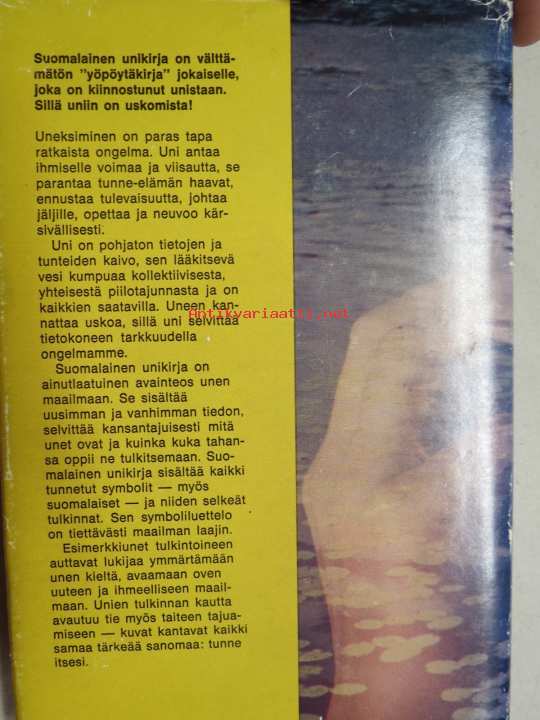 Suomalainen unikirja on välttä-
mätön "yöpöytäkirja" jokaiselle,
joka on kiinnostunut unistaan.
Sillä uniin on uskomista!
Uneksiminen on paras tapa
ratkaista ongelma. Uni antaa
ihmiselle voimaa ja viisautta, se
parantaa tunne-elämän haavat,
ennustaa tulevaisuutta, johtaa
jäljille, opettaa ja neuvoo kär-
sivällisesti.
Uni on pohjaton tietojen ja
tunteiden kaivo, sen lääkitsevä
vesi kumpuaa kollektiivisesta,
yhteisestä piilotajunnasta ja on
kaikkien saatavilla. Uneen kan-
nattaa uskoa, sillä uni selvittää
tietokoneen tarkkuudella
ongelmamme.
Suomalainen unikirja on
ainutlaatuinen avainteos unen
maailmaan. Se sisältää
uusimman ja vanhimman tiedon,
selvittää kansantajuisesti mitä
unet ovat ja kuinka kuka tahan-
sa oppii ne tulkitsemaan. Suo-
malainen unikirja sisältää kaikki
tunnetut symbolit — myös
suomalaiset — ja niiden selkeät
tulkinnat. Sen symboliluettelo
on tiettävästi maailman laajin.
Esimerkkiunet tulkintoineen
auttavat lukijaa ymmärtämään
unen kieltä, avaamaan oven
uuteen ja ihmeelliseen maail-
maan. Unien tulkinnan kautta
avautuu tie myös taiteen tajua-
miseen — kuvat kantavat kaikki
samaa tärkeää sanomaa: tunne
itsesi.
Antikvariaatti.net